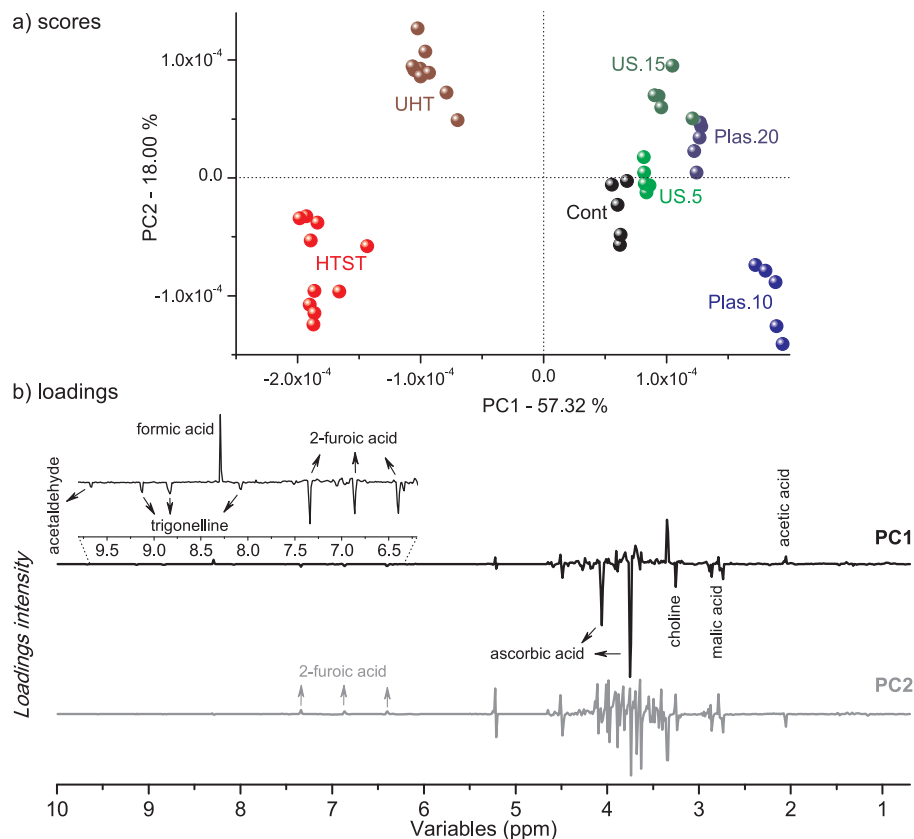 a) scores
1.0x10⁻⁴
0.0
-1.0x10⁻⁴
PC2 - 18.00 %
UHT
HTST
US.15
Plas.20
US.5
Cont
Plas.10
-2.0x10⁻⁴
-1.0x10⁻⁴
0.0
1.0x10⁻⁴
PC1 - 57.32 %
b) loadings
formic acid
2-furoic acid
acetaldehyde
trigonelline
9.5 9.0 8.5 8.0 7.5 7.0 6.5
PC1
acetic acid
ascorbic acid
choline
malic acid
2-furoic acid
PC2
Loadings intensity
10 9 8 7 6 5 4 3 2 1
Variables (ppm)